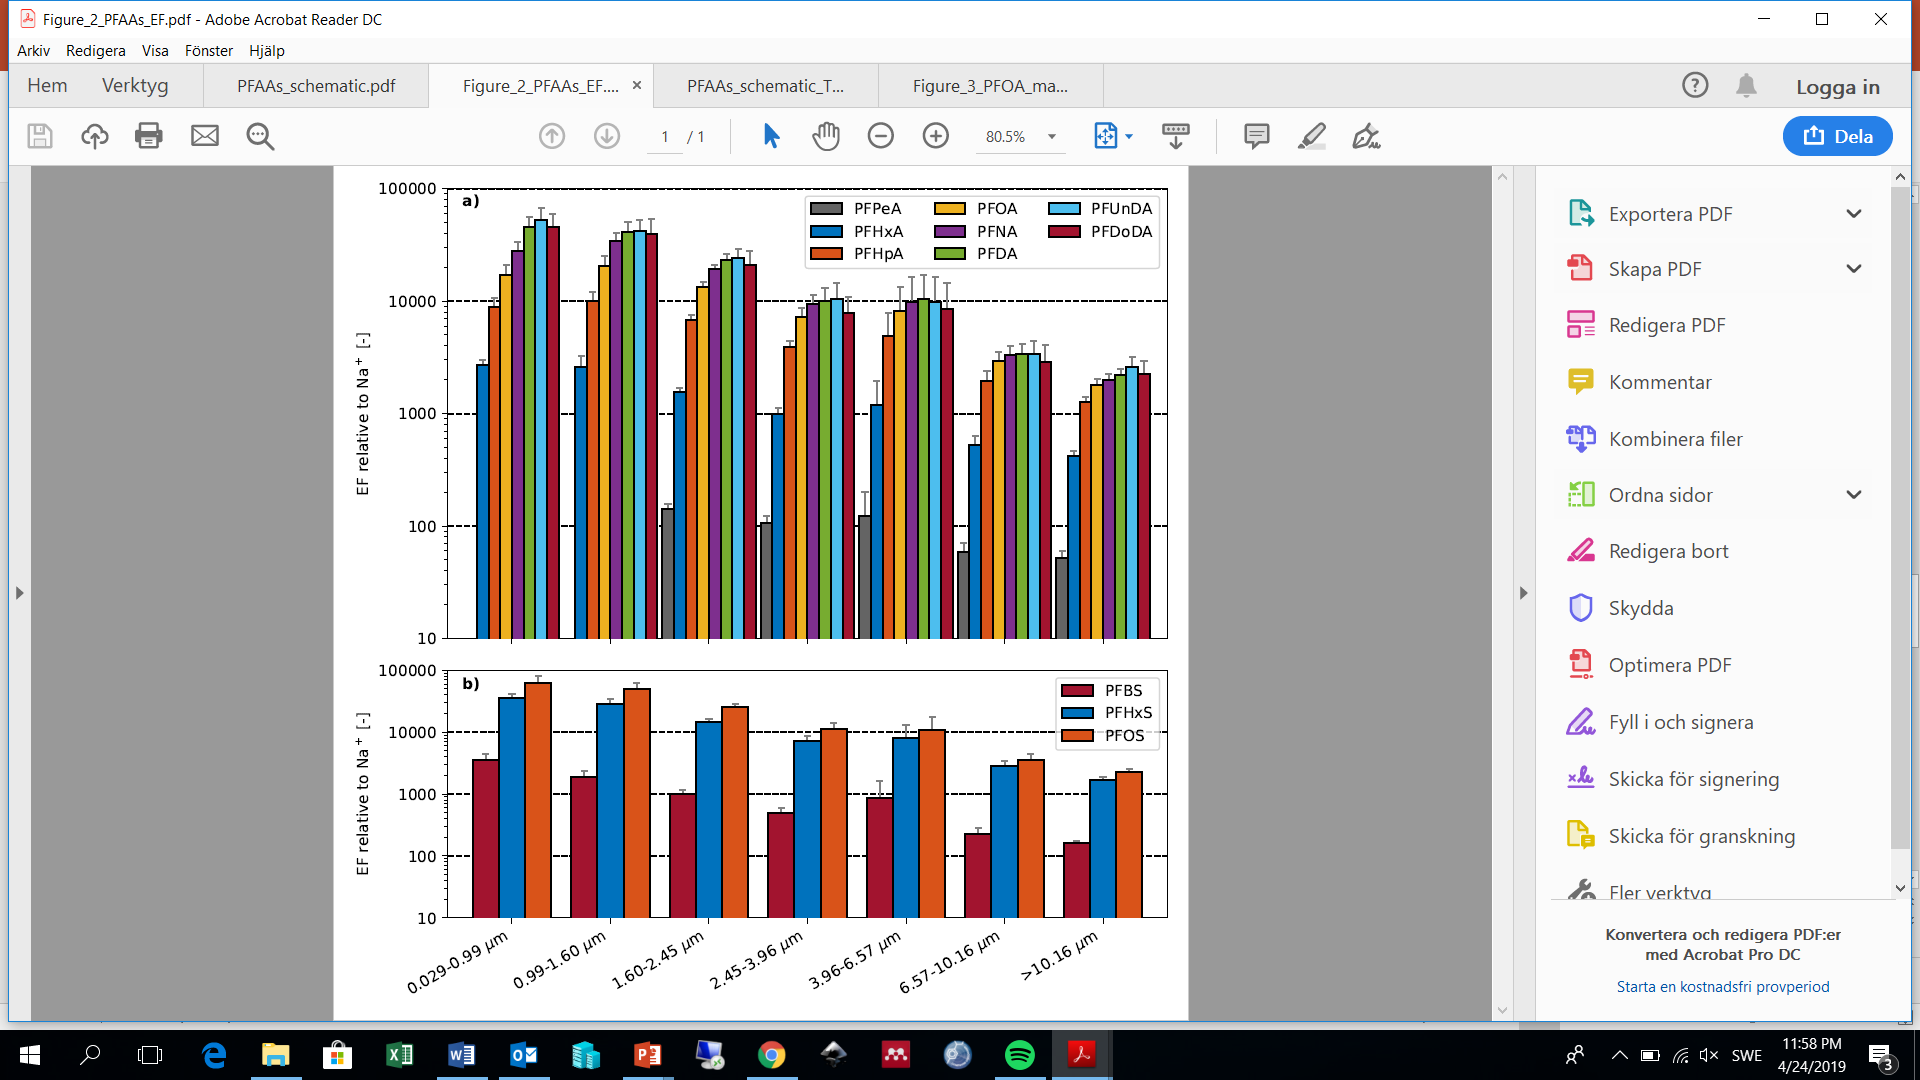 Figure_2_PFAAs_EF.pdf - Adobe Acrobat Reader DC
Arkiv Redigera Visa Fönster Hjälp
Hem Verktyg PFAAs_schematic.pdf Figure_2_PFAAs_EF.... × PFAAs_schematic_T... Figure_3_PFOA_ma... Logga in
1 / 1 80.5% Dela
a)
PFPeA PFOA PFUnDA
PFHxA PFNA PFDoDA
PFHpA PFDA
100000
10000
1000
100
10
EF relative to Na+ [-]
b)
PFBS
PFHxS
PFOS
100000
10000
1000
100
10
EF relative to Na+ [-]
0.029-0.99 μm
0.99-1.60 μm
1.60-2.45 μm
2.45-3.96 μm
3.96-6.57 μm
6.57-10.16 μm
>10.16 μm
Exportera PDF
Skapa PDF
Redigera PDF
Kommentar
Kombinera filer
Ordna sidor
Redigera bort
Skydda
Optimera PDF
Fyll i och signera
Skicka för signering
Skicka för granskning
Fler verktyg
Konvertera och redigera PDF:er
med Acrobat Pro DC
Starta en kostnadsfri provperiod
SWE
11:58 PM
4/24/2019
3